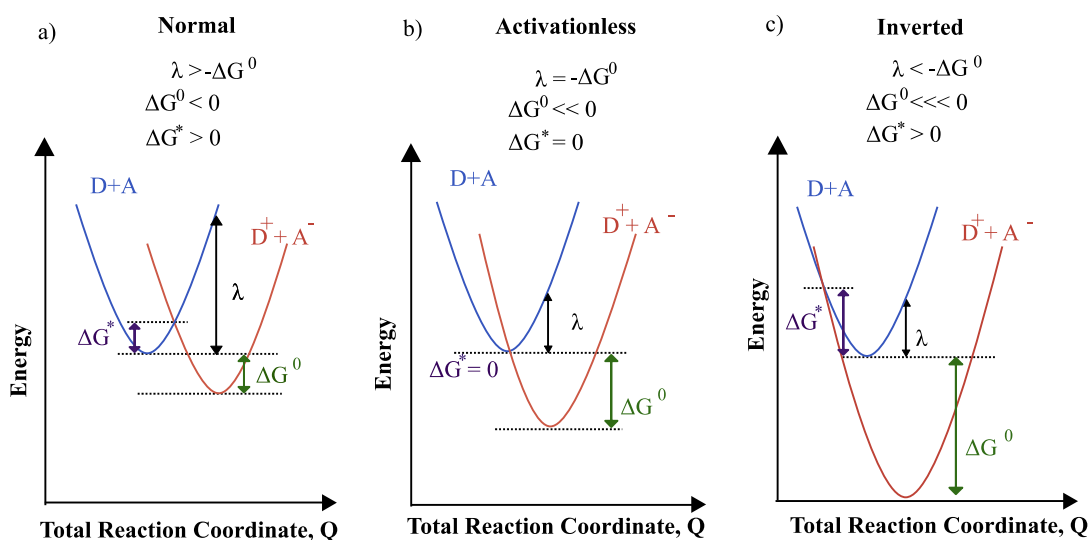 a)
Normal
λ > -ΔG⁰
ΔG⁰ < 0
ΔG* > 0
D+A
D⁺ + A⁻
λ
ΔG*
ΔG⁰
Energy
Total Reaction Coordinate, Q
b)
Activationless
λ = -ΔG⁰
ΔG⁰ << 0
ΔG* = 0
D+A
D⁺ + A⁻
λ
ΔG* = 0
ΔG⁰
Energy
Total Reaction Coordinate, Q
c)
Inverted
λ < -ΔG⁰
ΔG⁰ <<< 0
ΔG* > 0
D+A
D⁺ + A⁻
ΔG*
λ
ΔG⁰
Energy
Total Reaction Coordinate, Q